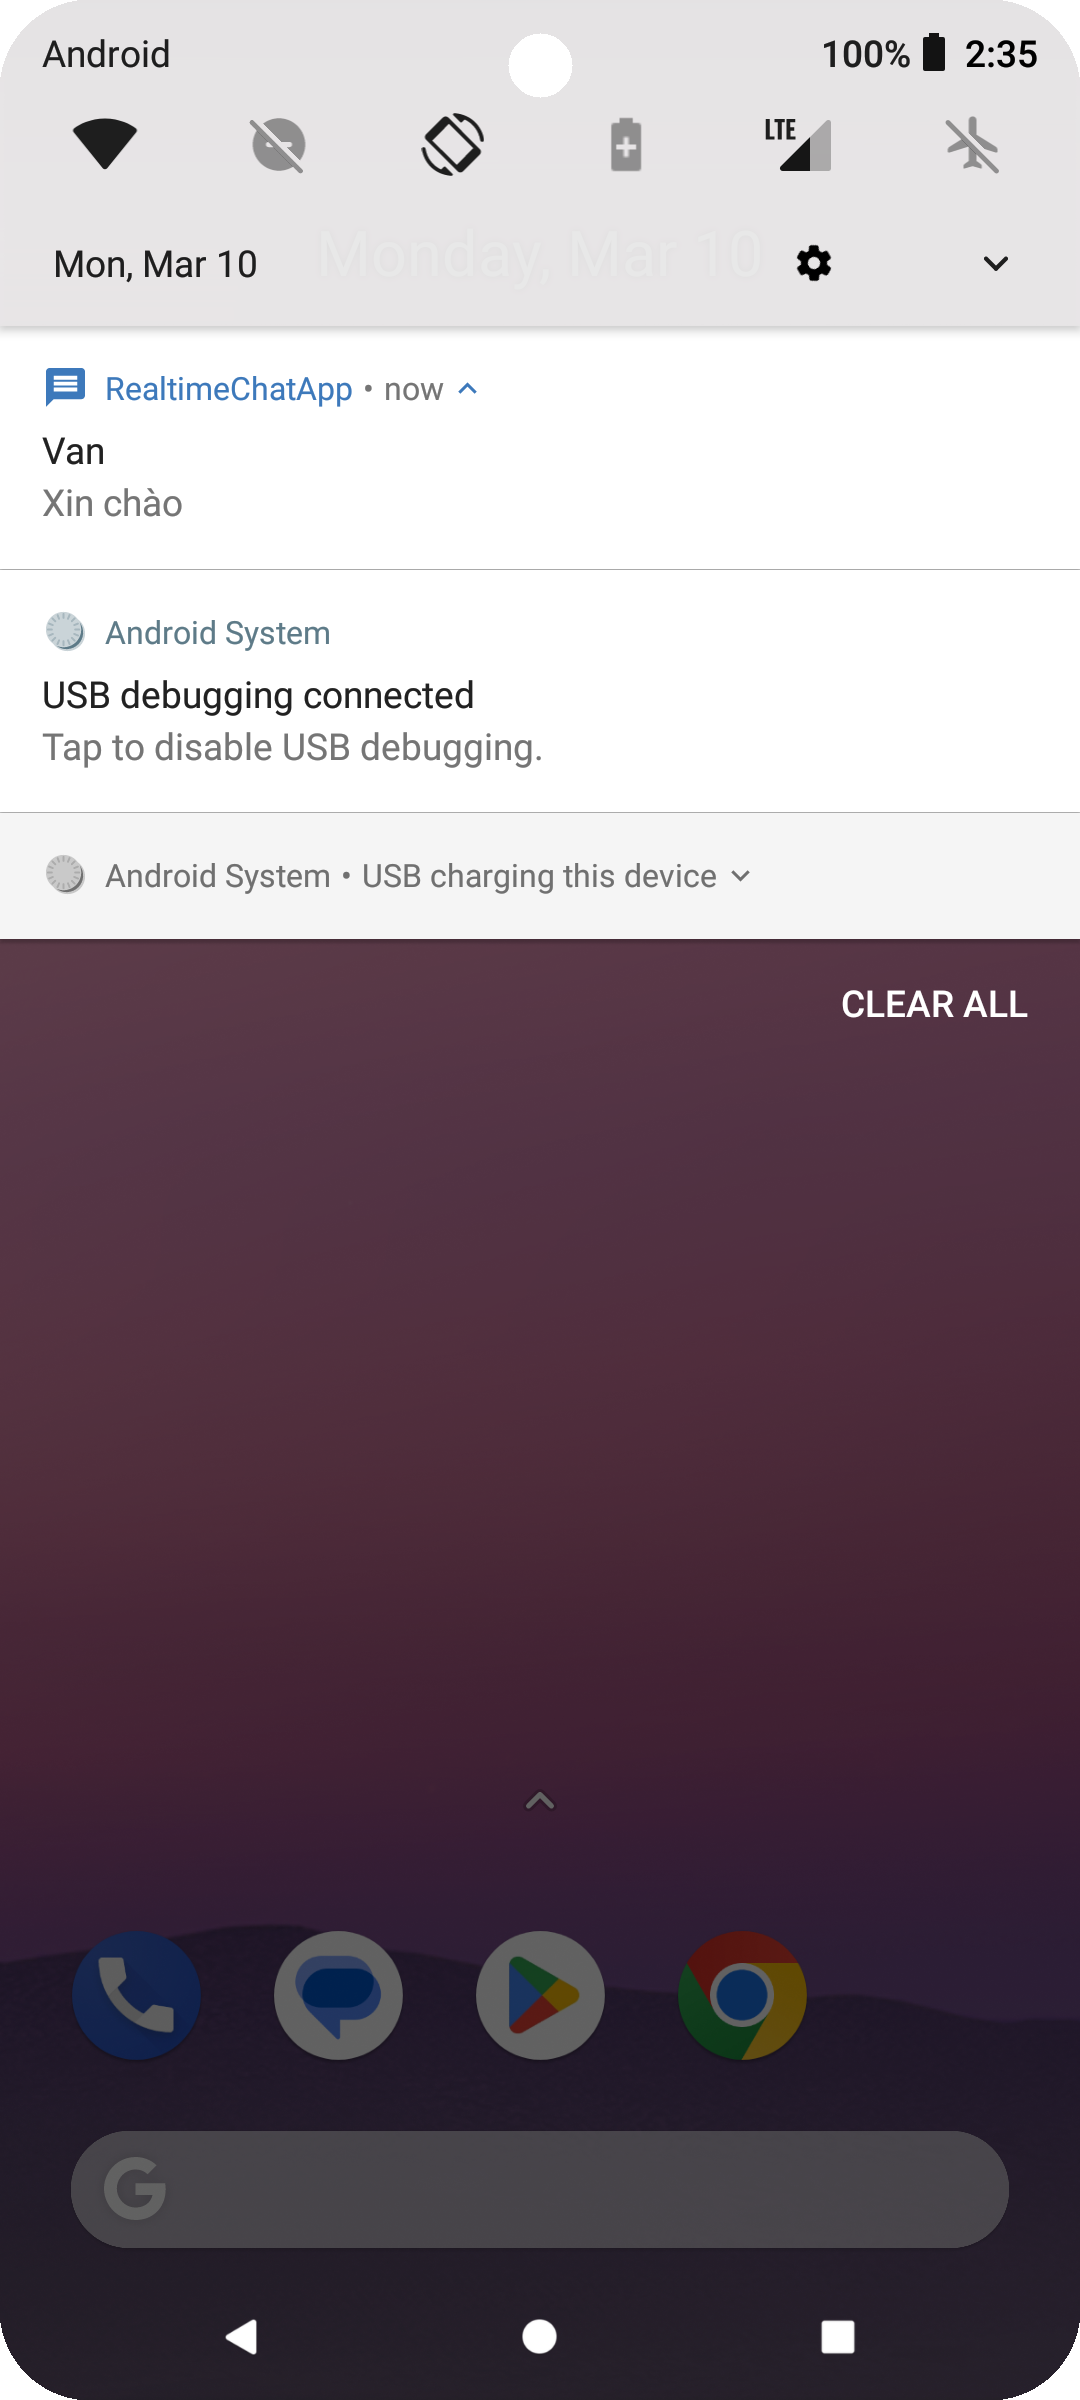 Android 100% 2:35
LTE
Mon, Mar 10 Monday, Mar 10
RealtimeChatApp • now
Van
Xin chào
Android System
USB debugging connected
Tap to disable USB debugging.
Android System • USB charging this device
CLEAR ALL
G